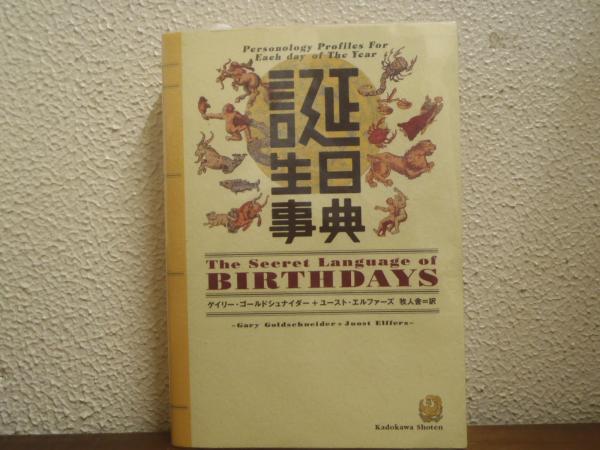 Personology Profiles For
Each day of The Year
誕
生日
事典
The Secret Language of
BIRTHDAYS
ゲイリー・ゴールドシュナイダー+ユースト・エルファーズ 牧人舎=訳
~Gary Goldschneider+Joost Elffers~
Kadokawa Shoten